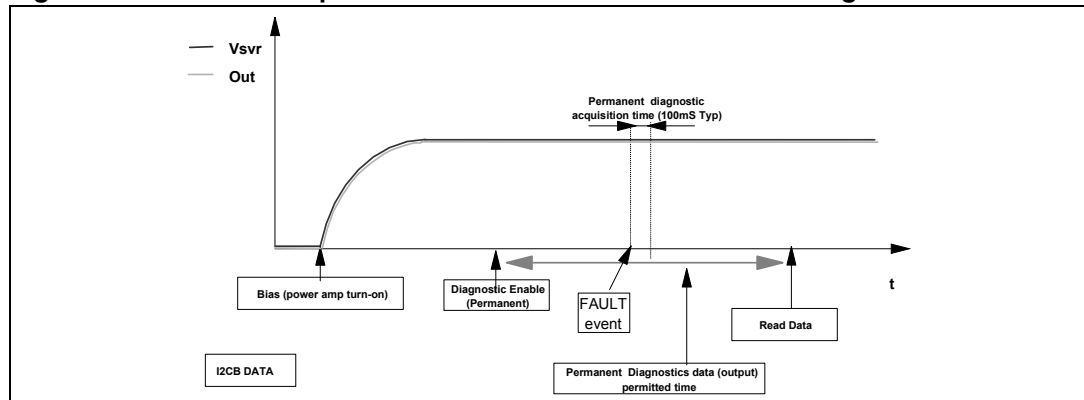 Vsvr
Out
Permanent diagnostic
acquisition time (100mS Typ)
t
Bias (power amp turn-on)
Diagnostic Enable
(Permanent)
FAULT
event
Read Data
I2CB DATA
Permanent Diagnostics data (output)
permitted time